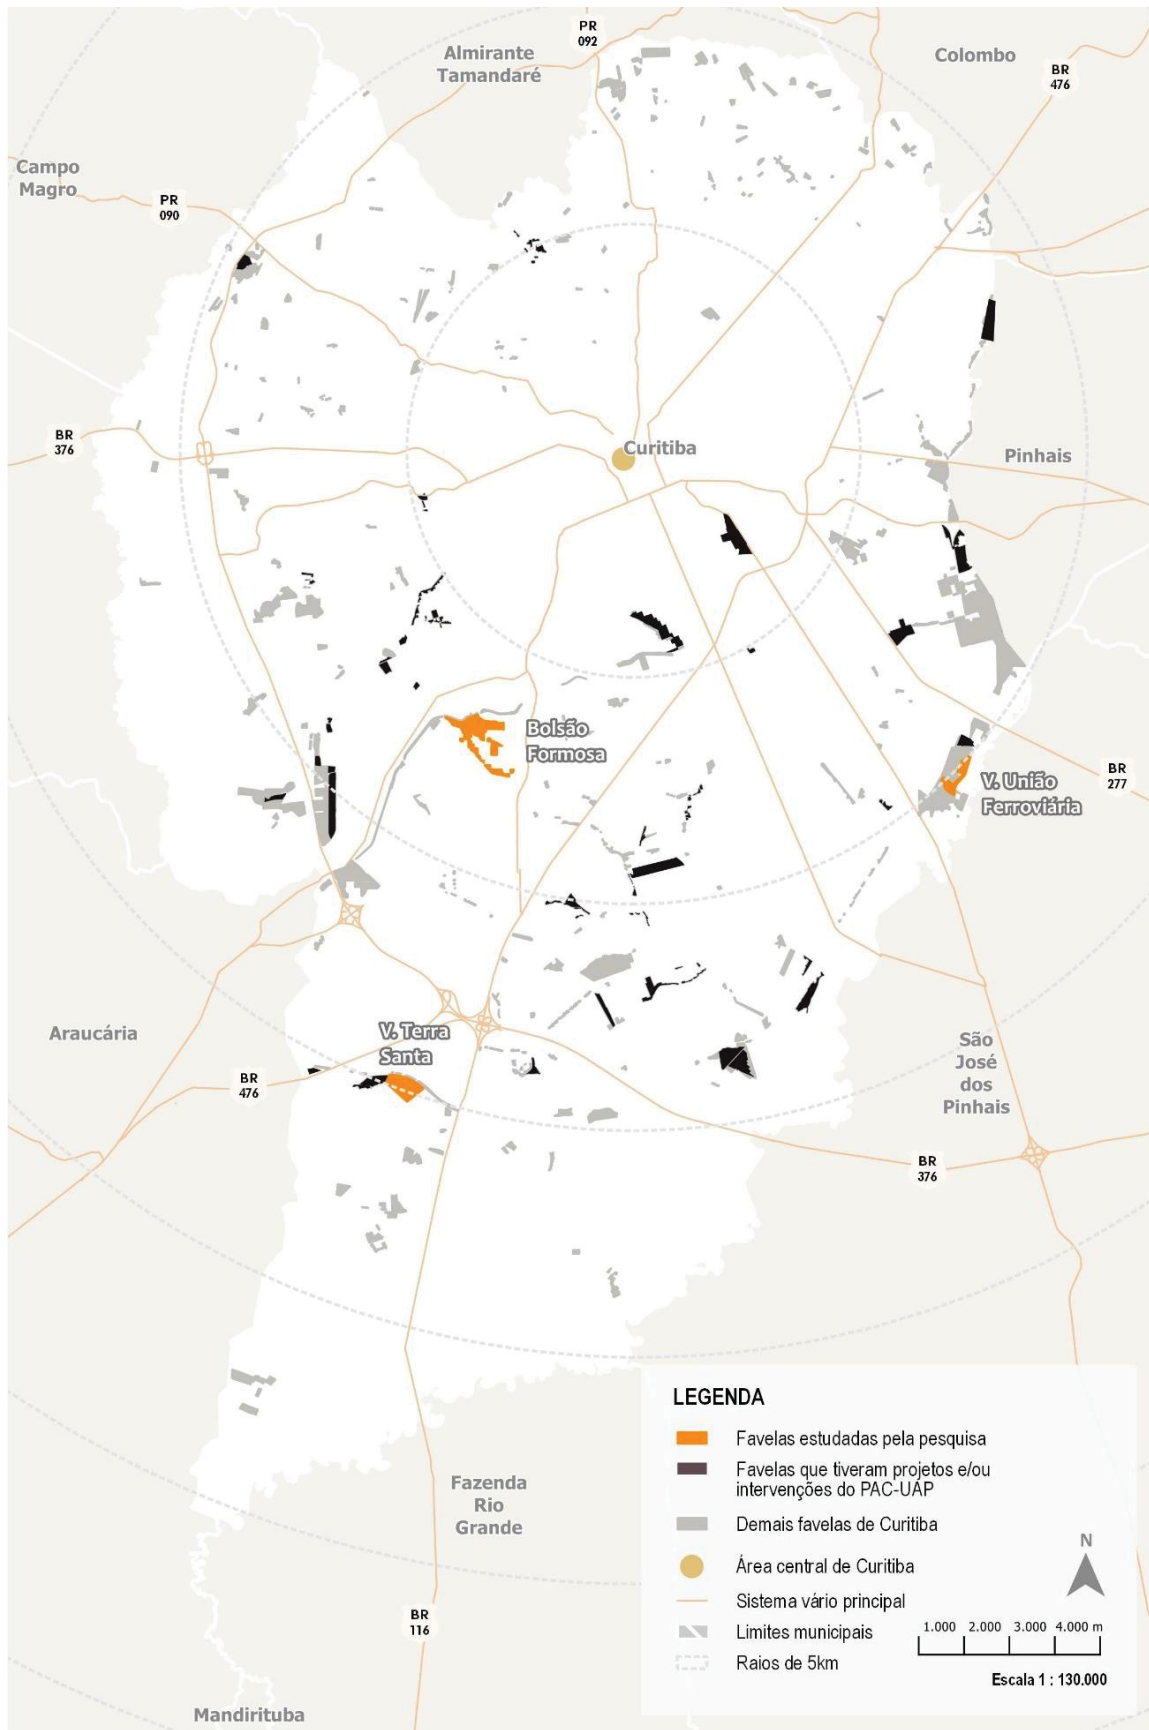 PR
092
Almirante
Tamandaré
Colombo
BR
476
Campo
Magro
PR
090
BR
376
Curitiba
Pinhais
Bolsão
Formosa
V. União
Ferroviária
BR
277
V. Terra
Santa
Araucária
BR
476
São
José
dos
Pinhais
BR
376
LEGENDA
Favelas estudadas pela pesquisa
Favelas que tiveram projetos e/ou
intervenções do PAC-UAP
Demais favelas de Curitiba
Área central de Curitiba
Sistema vário principal
Limites municipais
Raios de 5km
N
1.000 2.000 3.000 4.000 m
Escala 1 : 130.000
Fazenda
Rio
Grande
BR
116
Mandirituba